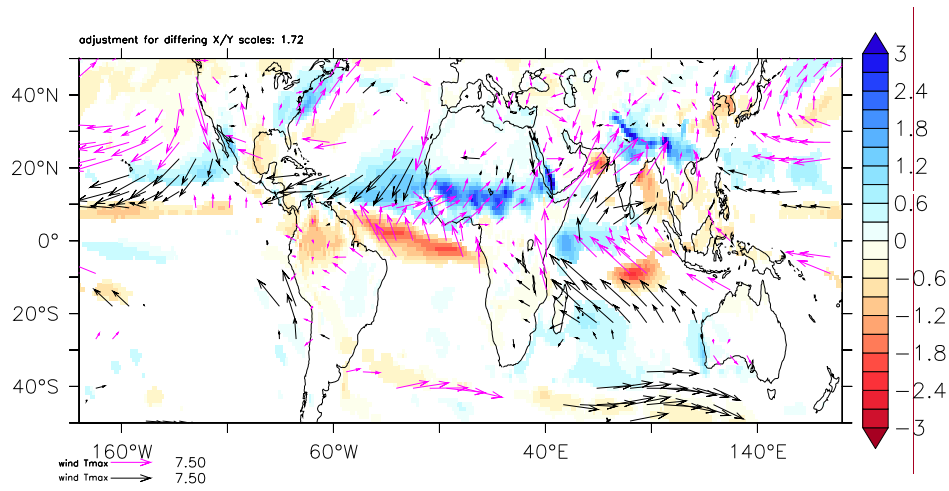 adjustment for differing X/Y scales: 1.72
40°N
20°N
0°
20°S
40°S
160°W 60°W 40°E 140°E
3
2.4
1.8
1.2
0.6
0
−0.6
−1.2
−1.8
−2.4
−3
wind Tmax 7.50
wind Tmax 7.50